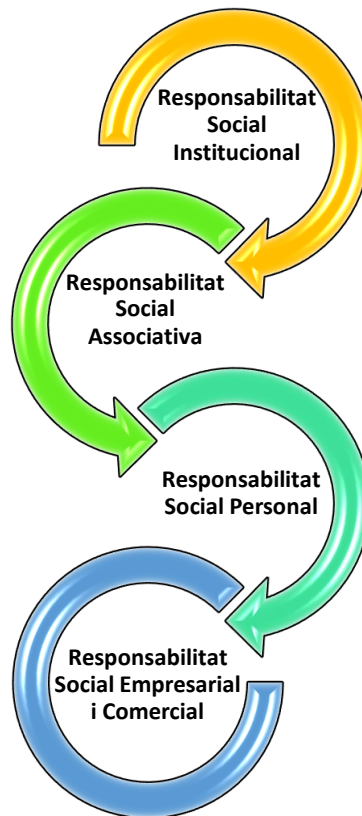 Responsabilitat
Social
Institucional
Responsabilitat
Social
Associativa
Responsabilitat
Social Personal
Responsabilitat
Social Empresarial
i Comercial